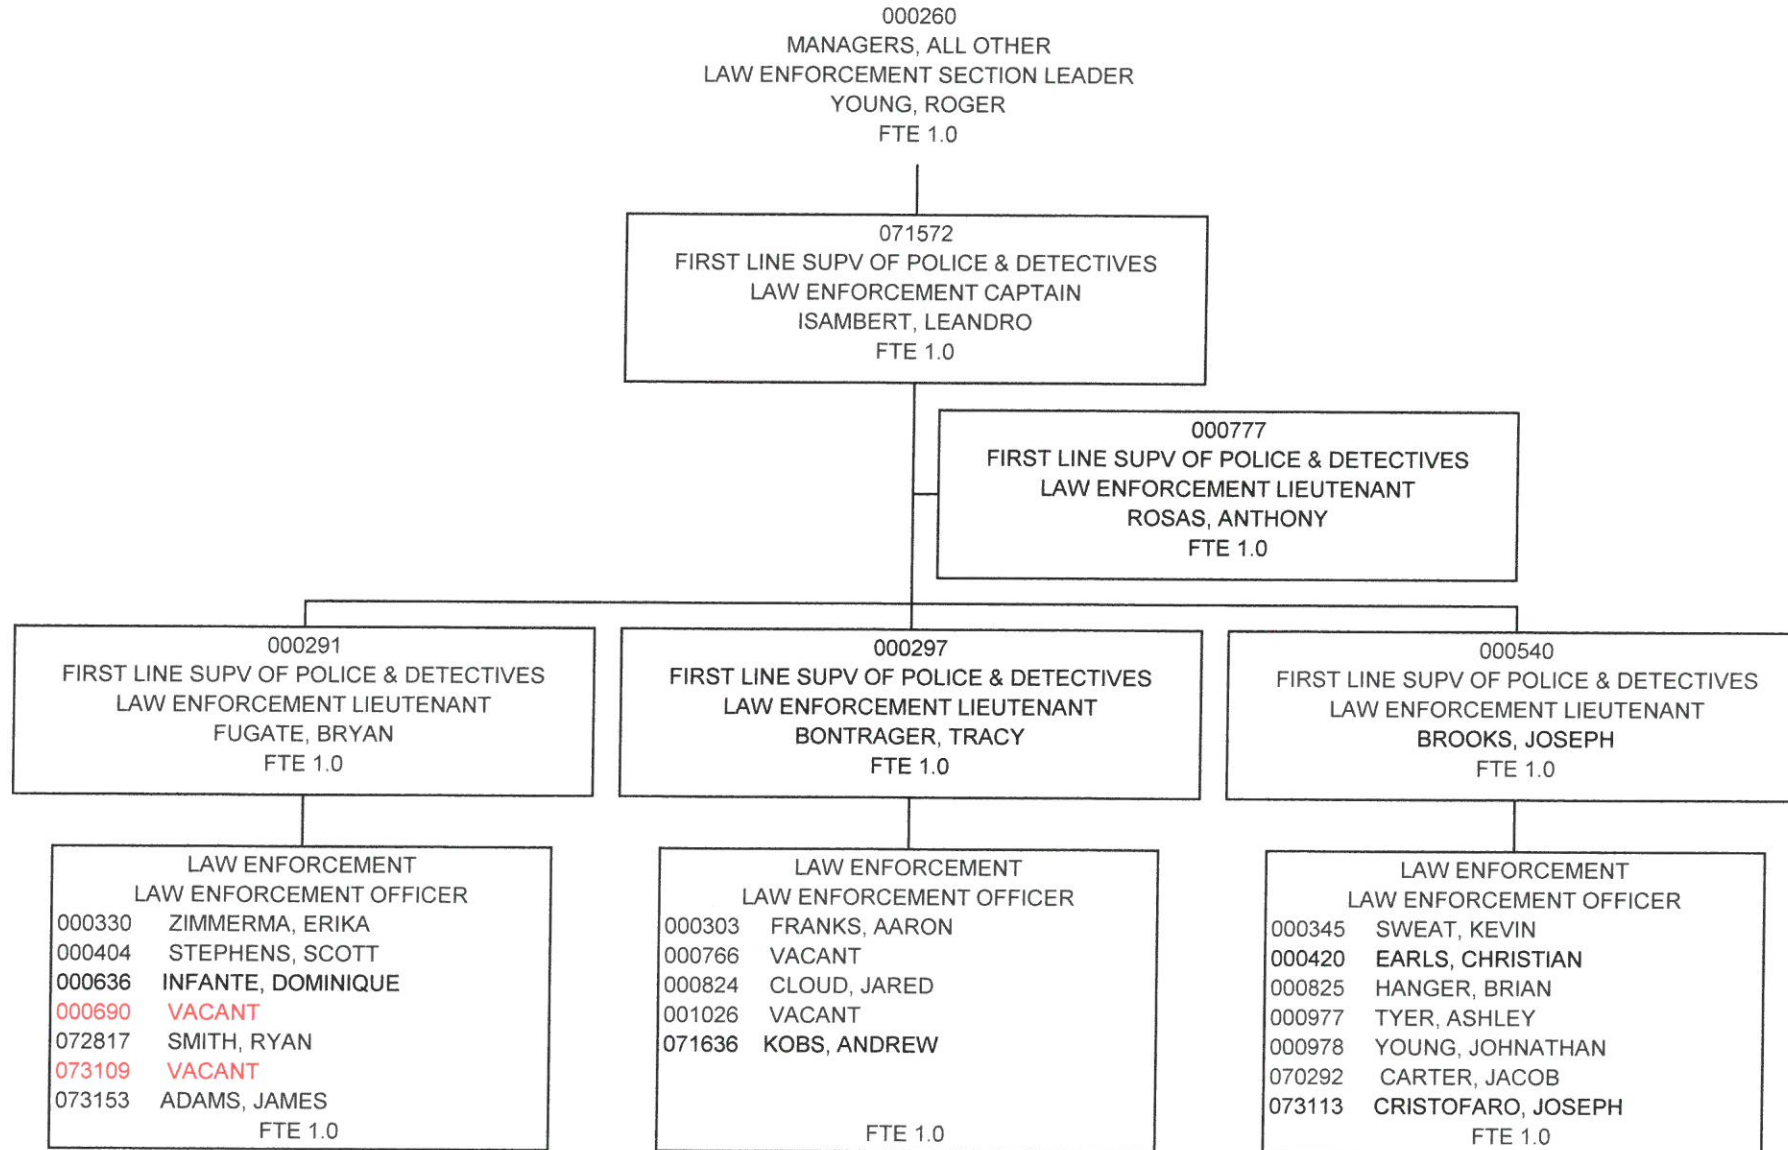 000260
MANAGERS, ALL OTHER
LAW ENFORCEMENT SECTION LEADER
YOUNG, ROGER
FTE 1.0
071572
FIRST LINE SUPV OF POLICE & DETECTIVES
LAW ENFORCEMENT CAPTAIN
ISAMBERT, LEANDRO
FTE 1.0
000777
FIRST LINE SUPV OF POLICE & DETECTIVES
LAW ENFORCEMENT LIEUTENANT
ROSAS, ANTHONY
FTE 1.0
000291
FIRST LINE SUPV OF POLICE & DETECTIVES
LAW ENFORCEMENT LIEUTENANT
FUGATE, BRYAN
FTE 1.0
000297
FIRST LINE SUPV OF POLICE & DETECTIVES
LAW ENFORCEMENT LIEUTENANT
BONTRAGER, TRACY
FTE 1.0
000540
FIRST LINE SUPV OF POLICE & DETECTIVES
LAW ENFORCEMENT LIEUTENANT
BROOKS, JOSEPH
FTE 1.0
LAW ENFORCEMENT
LAW ENFORCEMENT OFFICER
000330 ZIMMERMA, ERIKA
000404 STEPHENS, SCOTT
000636 INFANTE, DOMINIQUE
000690 VACANT
072817 SMITH, RYAN
073109 VACANT
073153 ADAMS, JAMES
FTE 1.0
LAW ENFORCEMENT
LAW ENFORCEMENT OFFICER
000303 FRANKS, AARON
000766 VACANT
000824 CLOUD, JARED
001026 VACANT
071636 KOBS, ANDREW
FTE 1.0
LAW ENFORCEMENT
LAW ENFORCEMENT OFFICER
000345 SWEAT, KEVIN
000420 EARLS, CHRISTIAN
000825 HANGER, BRIAN
000977 TYER, ASHLEY
000978 YOUNG, JOHNATHAN
070292 CARTER, JACOB
073113 CRISTOFARO, JOSEPH
FTE 1.0